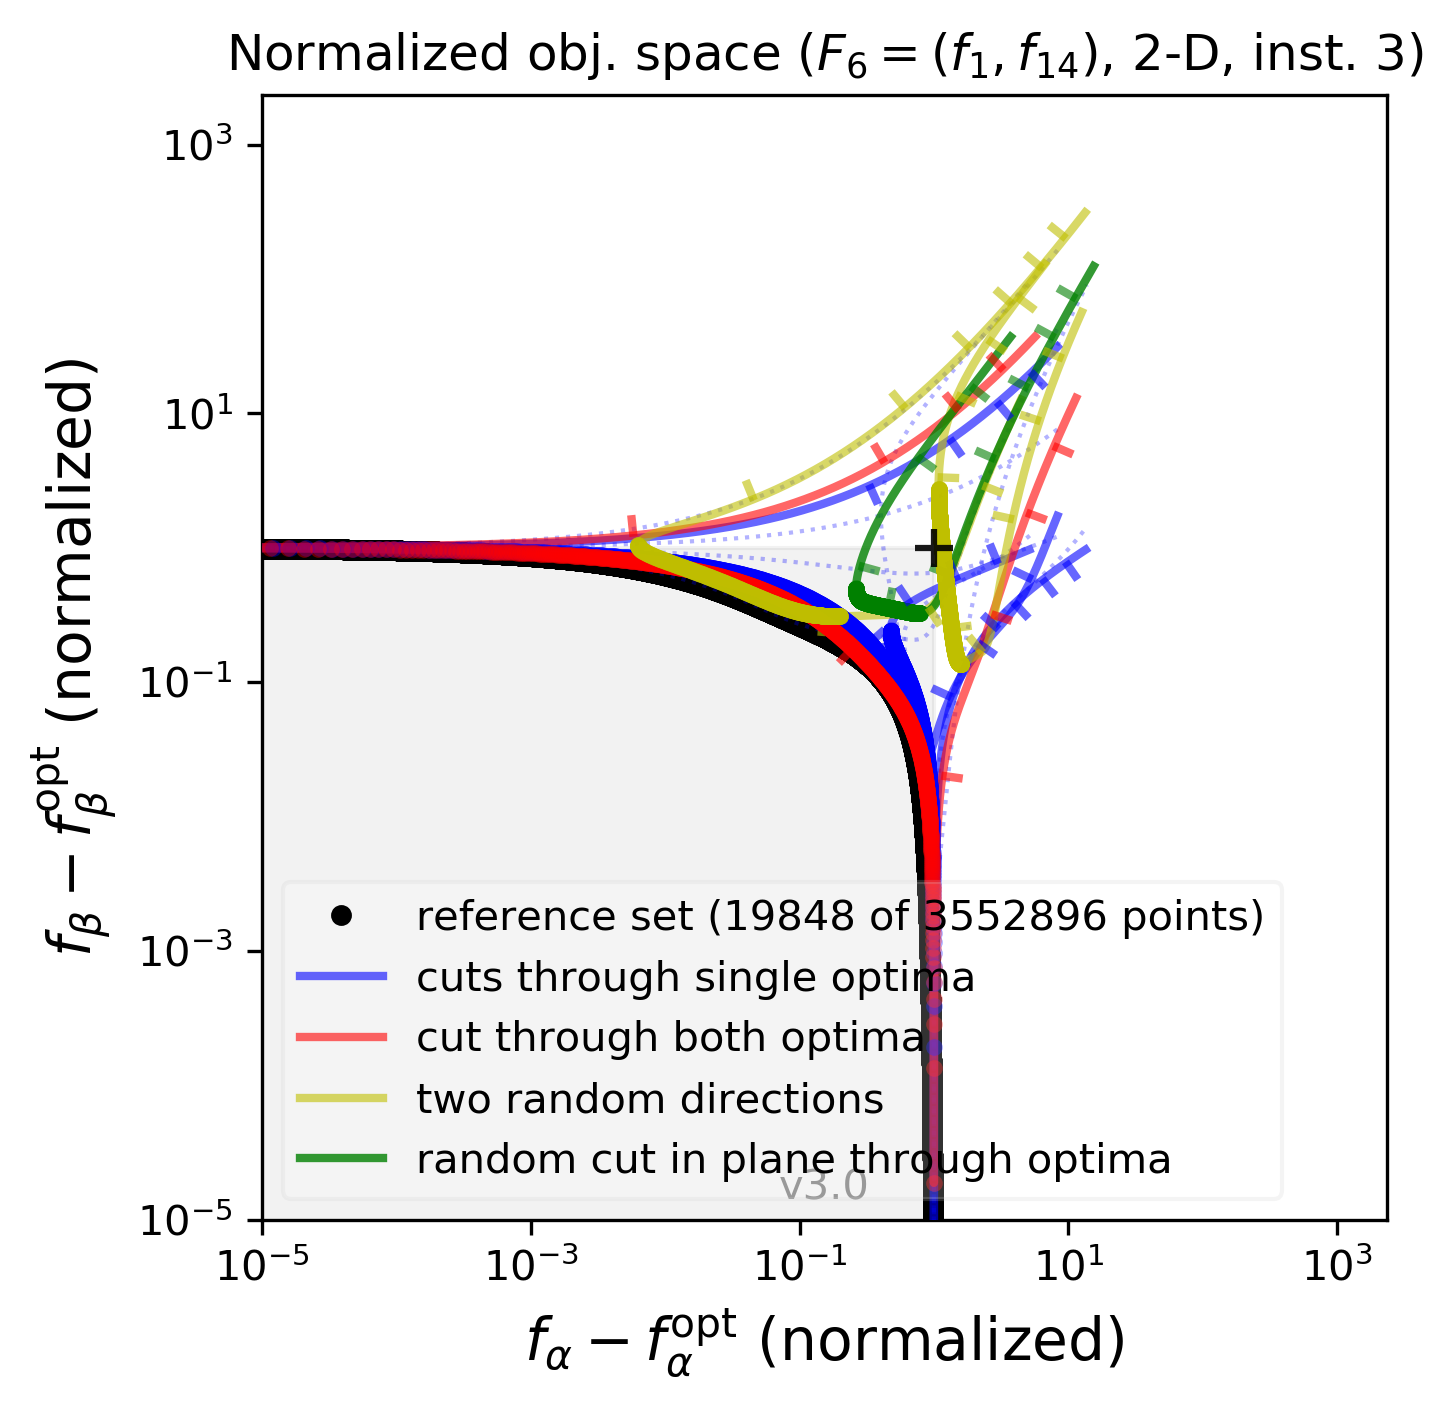 Normalized obj. space (F₆ = (f₁, f₁₄), 2-D, inst. 3)
10³
10¹
10⁻¹
10⁻³
10⁻⁵
f_β − f_β^opt (normalized)
reference set (19848 of 3552896 points)
cuts through single optima
cut through both optima
two random directions
random cut in plane through optima
v3.0
10⁻⁵
10⁻³
10⁻¹
10¹
10³
f_α − f_α^opt (normalized)